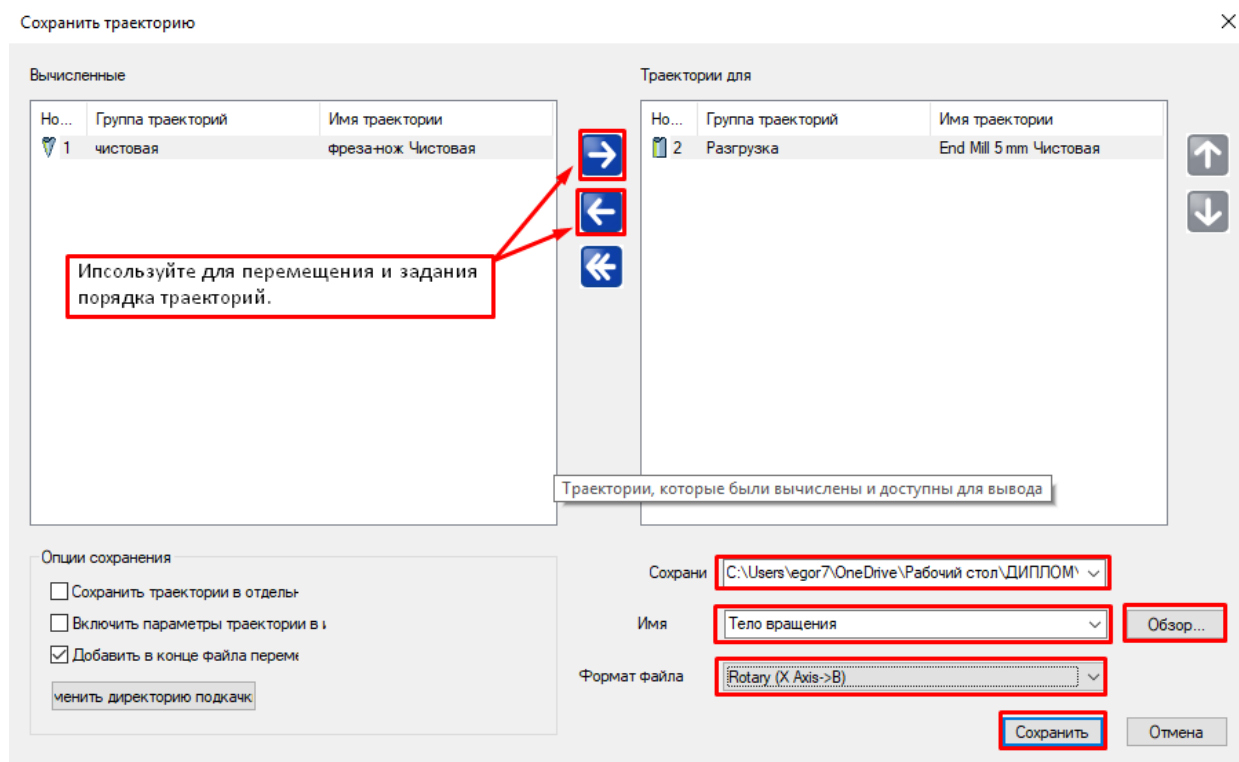 Сохранить траекторию
Вычисленные
Траектории для
Но... Группа траекторий Имя траектории
1 чистовая фреза-нож Чистовая
Но... Группа траекторий Имя траектории
2 Разгрузка End Mill 5 mm Чистовая
Ипсользуйте для перемещения и задания
порядка траекторий.
Траектории, которые были вычислены и доступны для вывода
Опции сохранения
Сохранить траектории в отдельн
Включить параметры траектории в и
Добавить в конце файла переме
менить директорию подкачк
Сохрани C:\Users\egor7\OneDrive\Рабочий стол\ДИПЛОМ\
Имя Тело вращения Обзор...
Формат файла Rotary (X Axis->B)
Сохранить Отмена